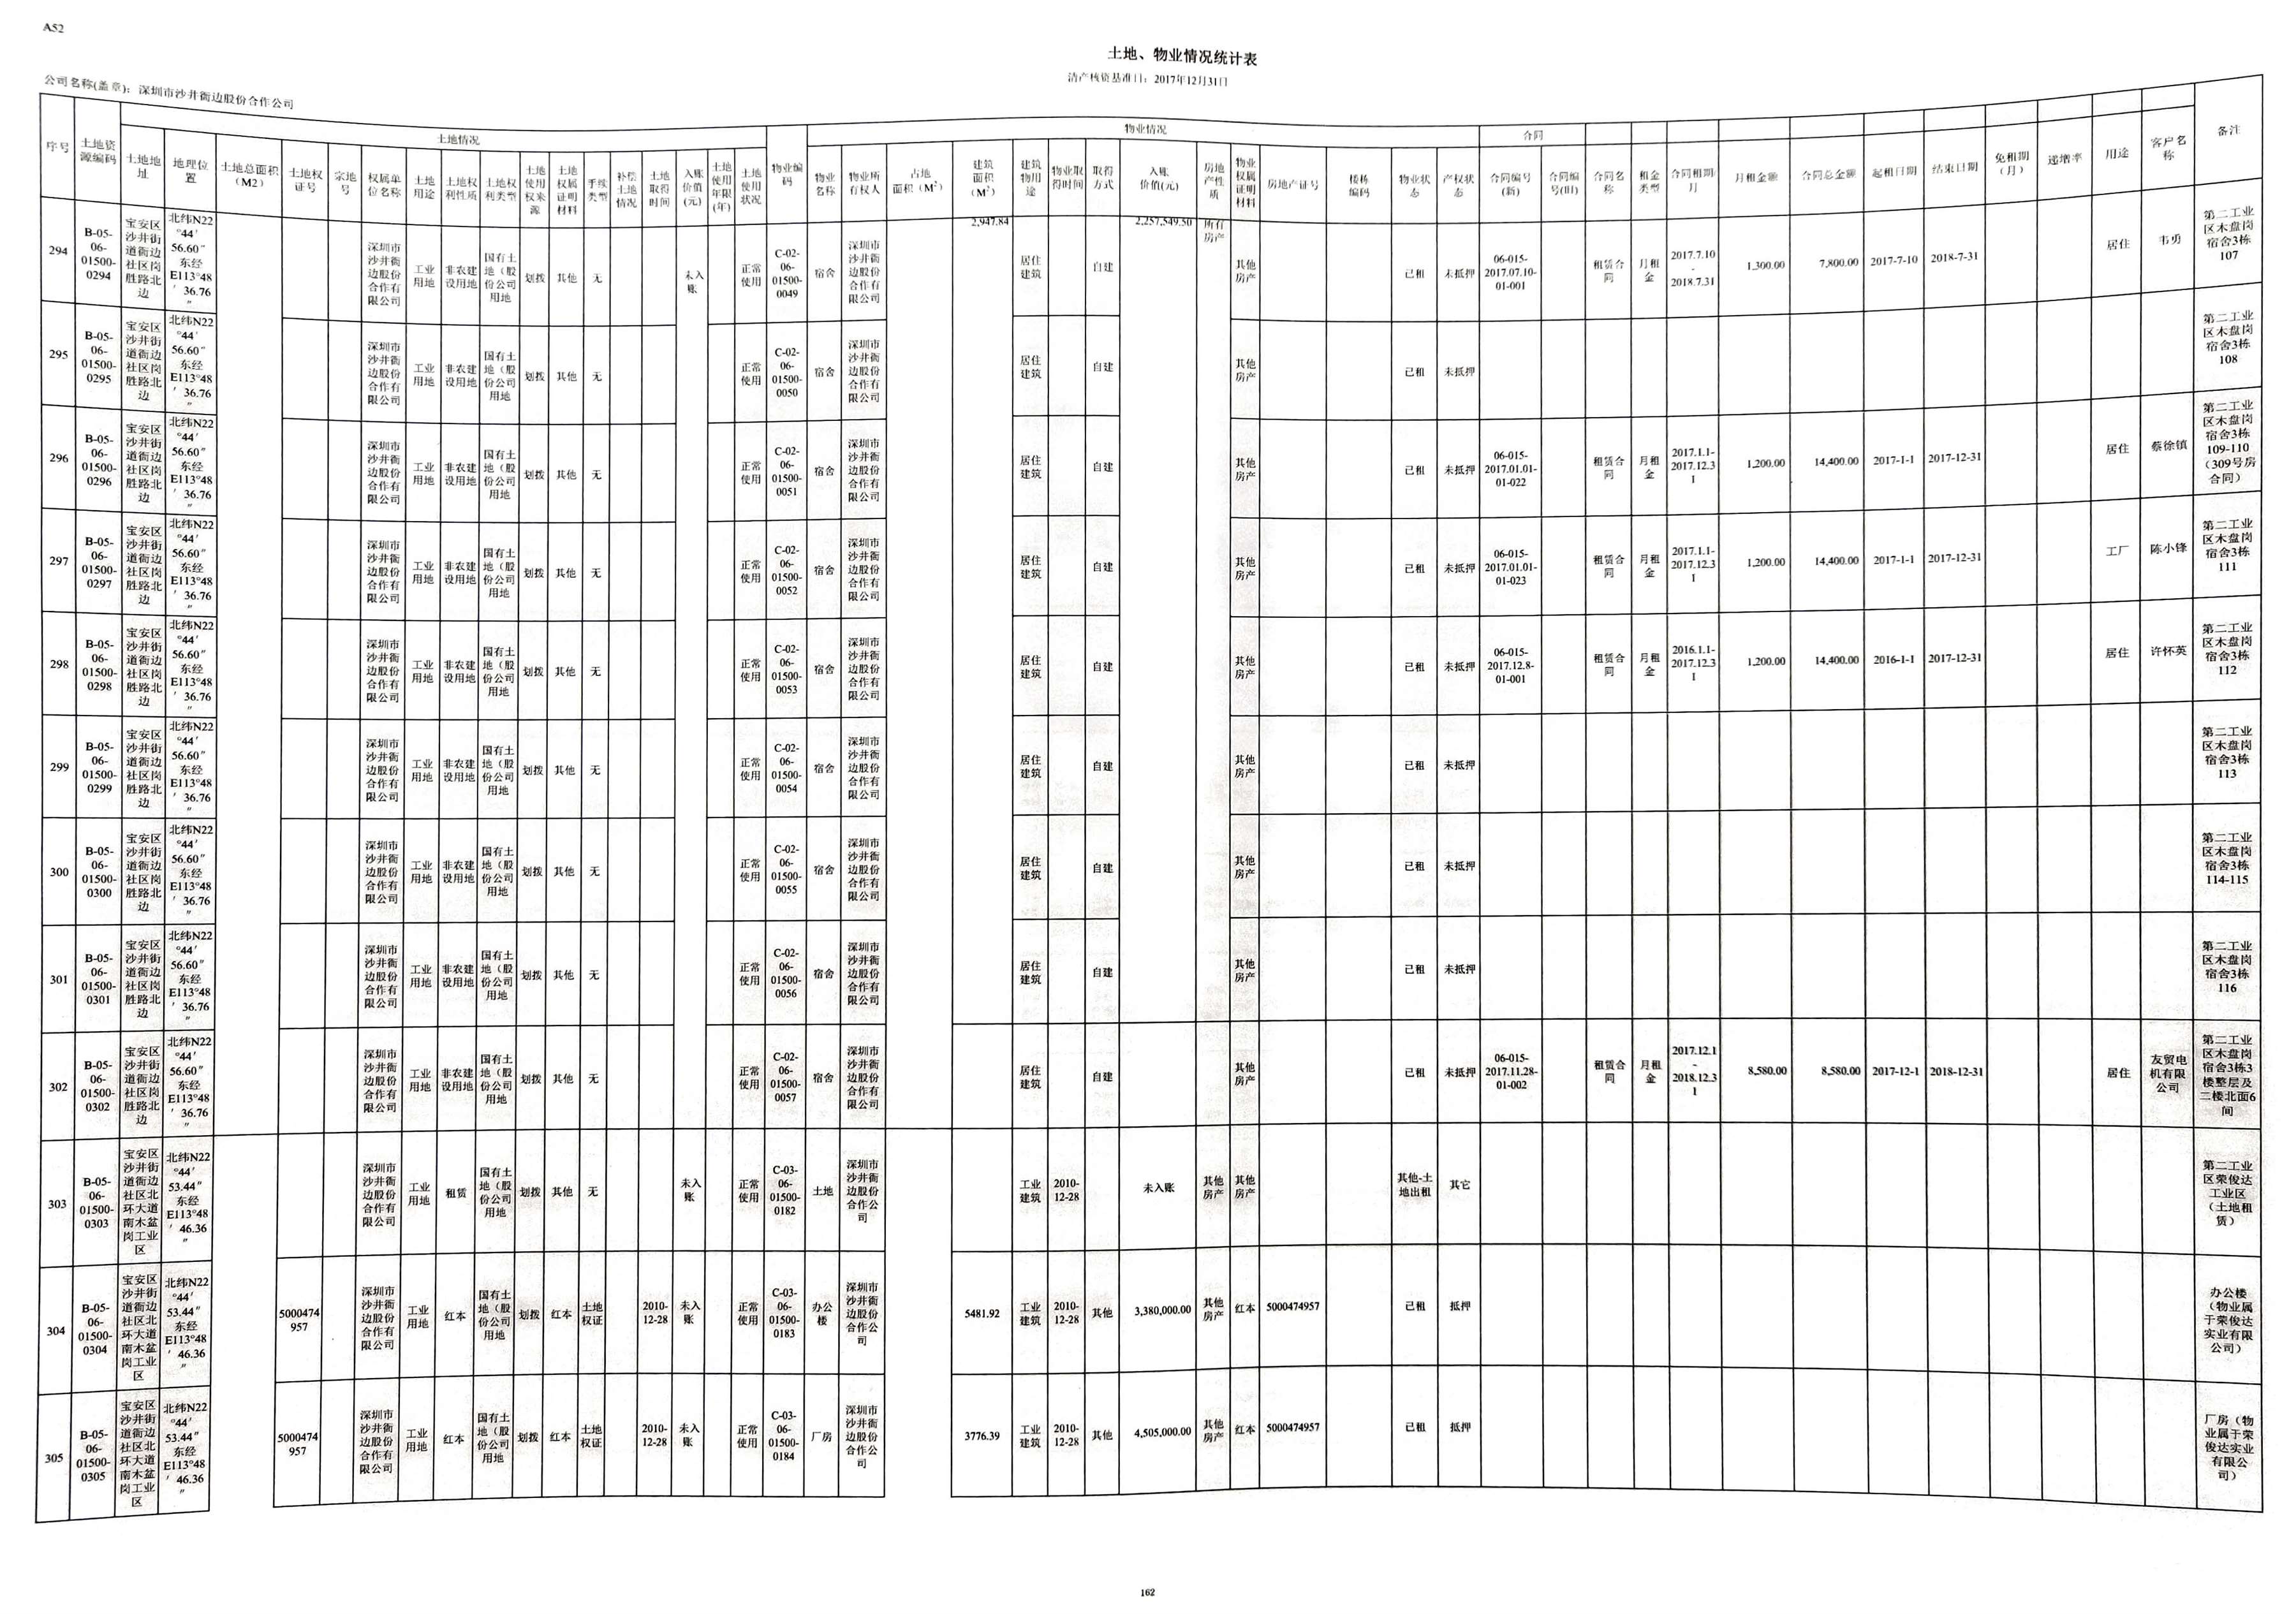 A52
土地、物业情况统计表
清产核资基准日：2017年12月31日
公司名称(盖章)：深圳市沙井衙边股份合作公司
土地情况 物业情况 合同
序号 土地资源编码 土地地址 地理位置 土地总面积（M2） 土地权证号 宗地号 权属单位名称 土地用途 土地权利性质 土地权利类型 土地使用权来源 土地权属证明材料 手续类型 补偿土地情况 土地取得时间 入账价值(元) 土地使用年限(年) 土地使用状况 物业编码 物业名称 物业所有权人 占地面积（M²） 建筑面积（M²） 建筑物用途 物业取得时间 取得方式 入账价值(元) 房地产性质 物业权属证明材料 房地产证号 楼栋编码 物业状态 产权状态 合同编号(新) 合同编号(旧) 合同名称 租金类型 合同租期/月 月租金额 合同总金额 起租日期 结束日期 免租期（月） 递增率 用途 客户名称 备注
294 B-05-06-01500-0294 宝安区沙井街道衙边社区岗胜路北边 北纬N22°44′56.60″东经E113°48′36.76″ 深圳市沙井衙边股份合作有限公司 工业用地 非农建设用地 国有土地（股份公司用地 划拨 其他 无 未入账 正常使用 C-02-06-01500-0049 宿舍 深圳市沙井衙边股份合作有限公司 2,947.84 居住建筑 自建 2,257,549.50 所有房产 其他房产 已租 未抵押 06-015-2017.07.10-01-001 租赁合同 月租金 2017.7.10-2018.7.31 1,300.00 7,800.00 2017-7-10 2018-7-31 居住 韦勇 第二工业区木盘岗宿舍3栋107
295 B-05-06-01500-0295 宝安区沙井街道衙边社区岗胜路北边 北纬N22°44′56.60″东经E113°48′36.76″ 深圳市沙井衙边股份合作有限公司 工业用地 非农建设用地 国有土地（股份公司用地 划拨 其他 无 正常使用 C-02-06-01500-0050 宿舍 深圳市沙井衙边股份合作有限公司 居住建筑 自建 其他房产 已租 未抵押 第二工业区木盘岗宿舍3栋108
296 B-05-06-01500-0296 宝安区沙井街道衙边社区岗胜路北边 北纬N22°44′56.60″东经E113°48′36.76″ 深圳市沙井衙边股份合作有限公司 工业用地 非农建设用地 国有土地（股份公司用地 划拨 其他 无 正常使用 C-02-06-01500-0051 宿舍 深圳市沙井衙边股份合作有限公司 居住建筑 自建 其他房产 已租 未抵押 06-015-2017.01.01-01-022 租赁合同 月租金 2017.1.1-2017.12.31 1,200.00 14,400.00 2017-1-1 2017-12-31 居住 蔡徐镇 第二工业区木盘岗宿舍3栋109-110（309号房合同）
297 B-05-06-01500-0297 宝安区沙井街道衙边社区岗胜路北边 北纬N22°44′56.60″东经E113°48′36.76″ 深圳市沙井衙边股份合作有限公司 工业用地 非农建设用地 国有土地（股份公司用地 划拨 其他 无 正常使用 C-02-06-01500-0052 宿舍 深圳市沙井衙边股份合作有限公司 居住建筑 自建 其他房产 已租 未抵押 06-015-2017.01.01-01-023 租赁合同 月租金 2017.1.1-2017.12.31 1,200.00 14,400.00 2017-1-1 2017-12-31 工厂 陈小锋 第二工业区木盘岗宿舍3栋111
298 B-05-06-01500-0298 宝安区沙井街道衙边社区岗胜路北边 北纬N22°44′56.60″东经E113°48′36.76″ 深圳市沙井衙边股份合作有限公司 工业用地 非农建设用地 国有土地（股份公司用地 划拨 其他 无 正常使用 C-02-06-01500-0053 宿舍 深圳市沙井衙边股份合作有限公司 居住建筑 自建 其他房产 已租 未抵押 06-015-2017.12.8-01-001 租赁合同 月租金 2016.1.1-2017.12.31 1,200.00 14,400.00 2016-1-1 2017-12-31 居住 许怀英 第二工业区木盘岗宿舍3栋112
299 B-05-06-01500-0299 宝安区沙井街道衙边社区岗胜路北边 北纬N22°44′56.60″东经E113°48′36.76″ 深圳市沙井衙边股份合作有限公司 工业用地 非农建设用地 国有土地（股份公司用地 划拨 其他 无 正常使用 C-02-06-01500-0054 宿舍 深圳市沙井衙边股份合作有限公司 居住建筑 自建 其他房产 已租 未抵押 第二工业区木盘岗宿舍3栋113
300 B-05-06-01500-0300 宝安区沙井街道衙边社区岗胜路北边 北纬N22°44′56.60″东经E113°48′36.76″ 深圳市沙井衙边股份合作有限公司 工业用地 非农建设用地 国有土地（股份公司用地 划拨 其他 无 正常使用 C-02-06-01500-0055 宿舍 深圳市沙井衙边股份合作有限公司 居住建筑 自建 其他房产 已租 未抵押 第二工业区木盘岗宿舍3栋114-115
301 B-05-06-01500-0301 宝安区沙井街道衙边社区岗胜路北边 北纬N22°44′56.60″东经E113°48′36.76″ 深圳市沙井衙边股份合作有限公司 工业用地 非农建设用地 国有土地（股份公司用地 划拨 其他 无 正常使用 C-02-06-01500-0056 宿舍 深圳市沙井衙边股份合作有限公司 居住建筑 自建 其他房产 已租 未抵押 第二工业区木盘岗宿舍3栋116
302 B-05-06-01500-0302 宝安区沙井街道衙边社区岗胜路北边 北纬N22°44′56.60″东经E113°48′36.76″ 深圳市沙井衙边股份合作有限公司 工业用地 非农建设用地 国有土地（股份公司用地 划拨 其他 无 正常使用 C-02-06-01500-0057 宿舍 深圳市沙井衙边股份合作有限公司 居住建筑 自建 其他房产 已租 未抵押 06-015-2017.11.28-01-002 租赁合同 月租金 2017.12.1-2018.12.31 8,580.00 8,580.00 2017-12-1 2018-12-31 居住 友贸电机有限公司 第二工业区木盘岗宿舍3栋3楼整层及二楼北面6间
303 B-05-06-01500-0303 宝安区沙井街道衙边社区北环大道南木盆岗工业区 北纬N22°44′53.44″东经E113°48′46.36″ 深圳市沙井衙边股份合作有限公司 工业用地 租赁 国有土地（股份公司用地 划拨 其他 无 未入账 正常使用 C-03-06-01500-0182 土地 深圳市沙井衙边股份合作公司 工业建筑 2010-12-28 未入账 其他房产 其他房产 其他-土地出租 其它 第二工业区荣俊达工业区（土地租赁）
304 B-05-06-01500-0304 宝安区沙井街道衙边社区北环大道南木盆岗工业区 北纬N22°44′53.44″东经E113°48′46.36″ 5000474957 深圳市沙井衙边股份合作有限公司 工业用地 红本 国有土地（股份公司用地 划拨 红本 土地权证 2010-12-28 未入账 正常使用 C-03-06-01500-0183 办公楼 深圳市沙井衙边股份合作公司 5481.92 工业建筑 2010-12-28 其他 3,380,000.00 其他房产 红本 5000474957 已租 抵押 办公楼（物业属于荣俊达实业有限公司）
305 B-05-06-01500-0305 宝安区沙井街道衙边社区北环大道南木盆岗工业区 北纬N22°44′53.44″东经E113°48′46.36″ 5000474957 深圳市沙井衙边股份合作有限公司 工业用地 红本 国有土地（股份公司用地 划拨 红本 土地权证 2010-12-28 未入账 正常使用 C-03-06-01500-0184 厂房 深圳市沙井衙边股份合作公司 3776.39 工业建筑 2010-12-28 其他 4,505,000.00 其他房产 红本 5000474957 已租 抵押 厂房（物业属于荣俊达实业有限公司）
162